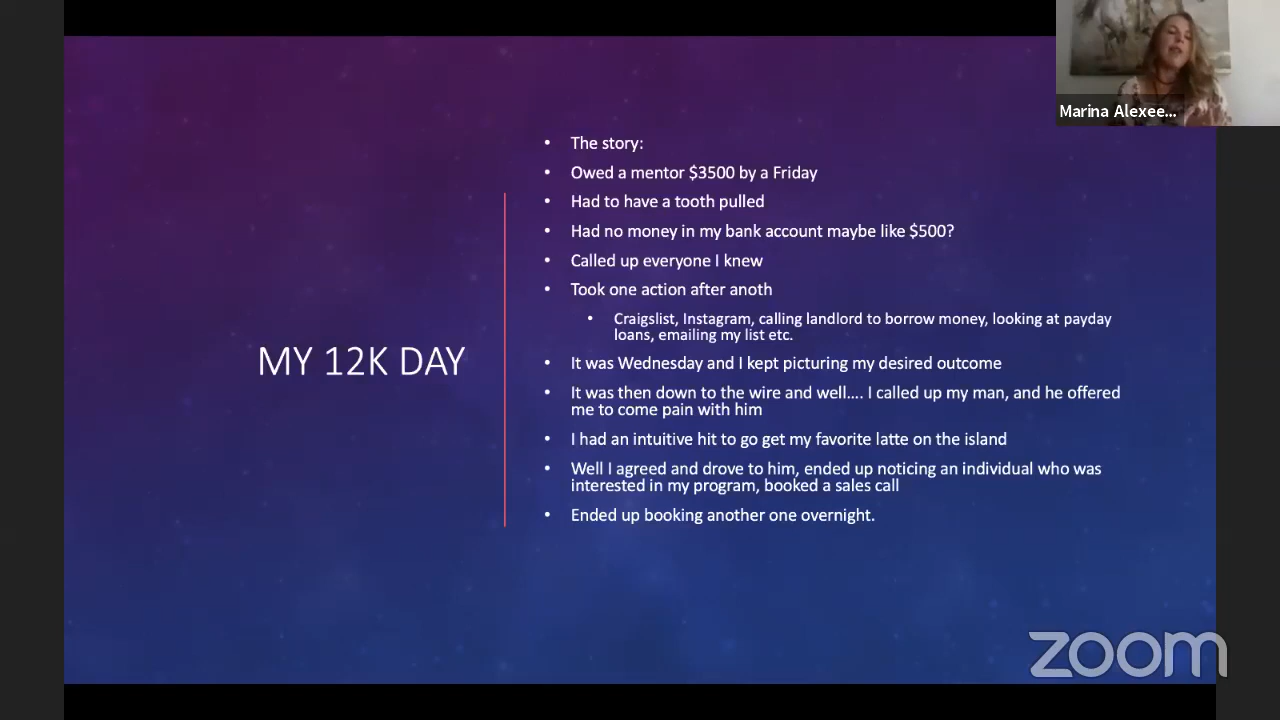 Marina Alexee...
• The story:
• Owed a mentor $3500 by a Friday
• Had to have a tooth pulled
• Had no money in my bank account maybe like $500?
• Called up everyone I knew
• Took one action after anoth
• Craigslist, Instagram, calling landlord to borrow money, looking at payday
loans, emailing my list etc.
MY 12K DAY
• It was Wednesday and I kept picturing my desired outcome
• It was then down to the wire and well.... I called up my man, and he offered
me to come pain with him
• I had an intuitive hit to go get my favorite latte on the island
• Well I agreed and drove to him, ended up noticing an individual who was
interested in my program, booked a sales call
• Ended up booking another one overnight.
zoom